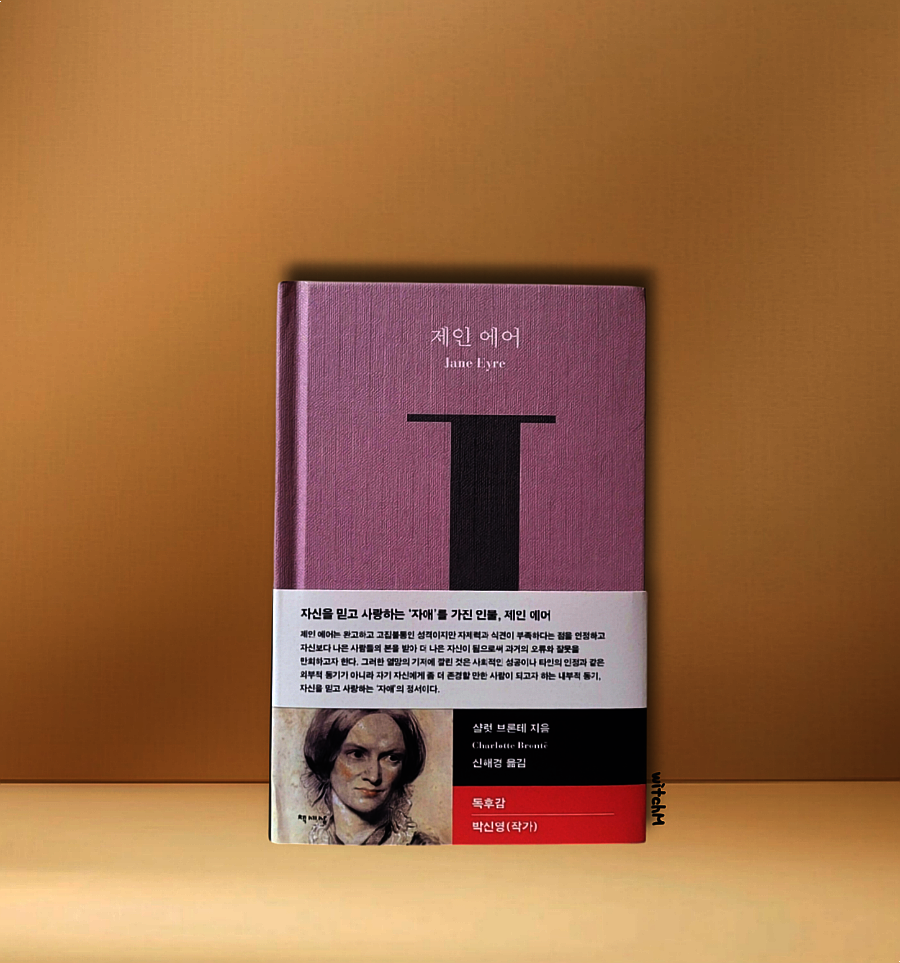 제인 에어
Jane Eyre
J
자신을 믿고 사랑하는 '자애'를 가진 인물, 제인 에어
제인 에어는 완고하고 고집불통인 성격이지만 자제력과 식견이 부족하다는 점을 인정하고
자신보다 나은 사람들의 본을 받아 더 나은 자신이 됨으로써 과거의 오류와 잘못을
만회하고자 한다. 그러한 열망의 기저에 깔린 것은 사회적인 성공이나 타인의 인정과 같은
외부적 동기가 아니라 자기 자신에게 좀 더 존경할 만한 사람이 되고자 하는 내부적 동기,
자신을 믿고 사랑하는 '자애'의 정서이다.
샬럿 브론테 지음
Charlotte Brontë
신해경 옮김
책세상
독후감
박신영(작가)
witchM